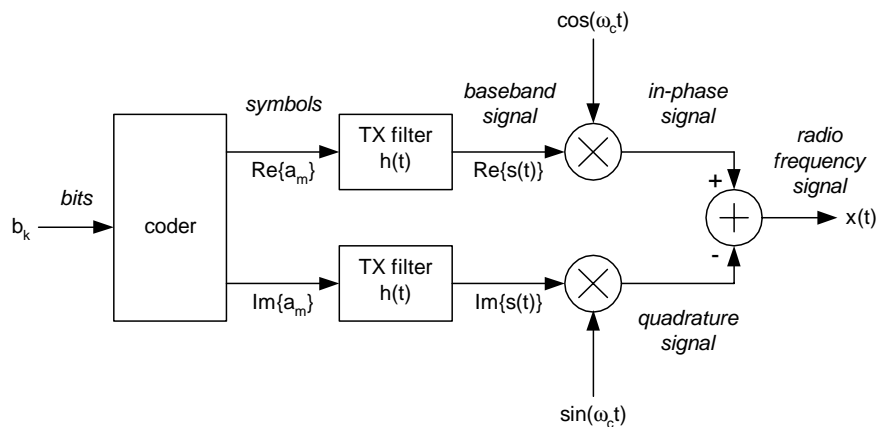 cos(ω_c t)
baseband
signal
in-phase
signal
symbols
radio
frequency
signal
TX filter
h(t)
Re{a_m}
Re{s(t)}
+
bits
b_k
coder
x(t)
-
TX filter
h(t)
Im{a_m}
Im{s(t)}
quadrature
signal
sin(ω_c t)